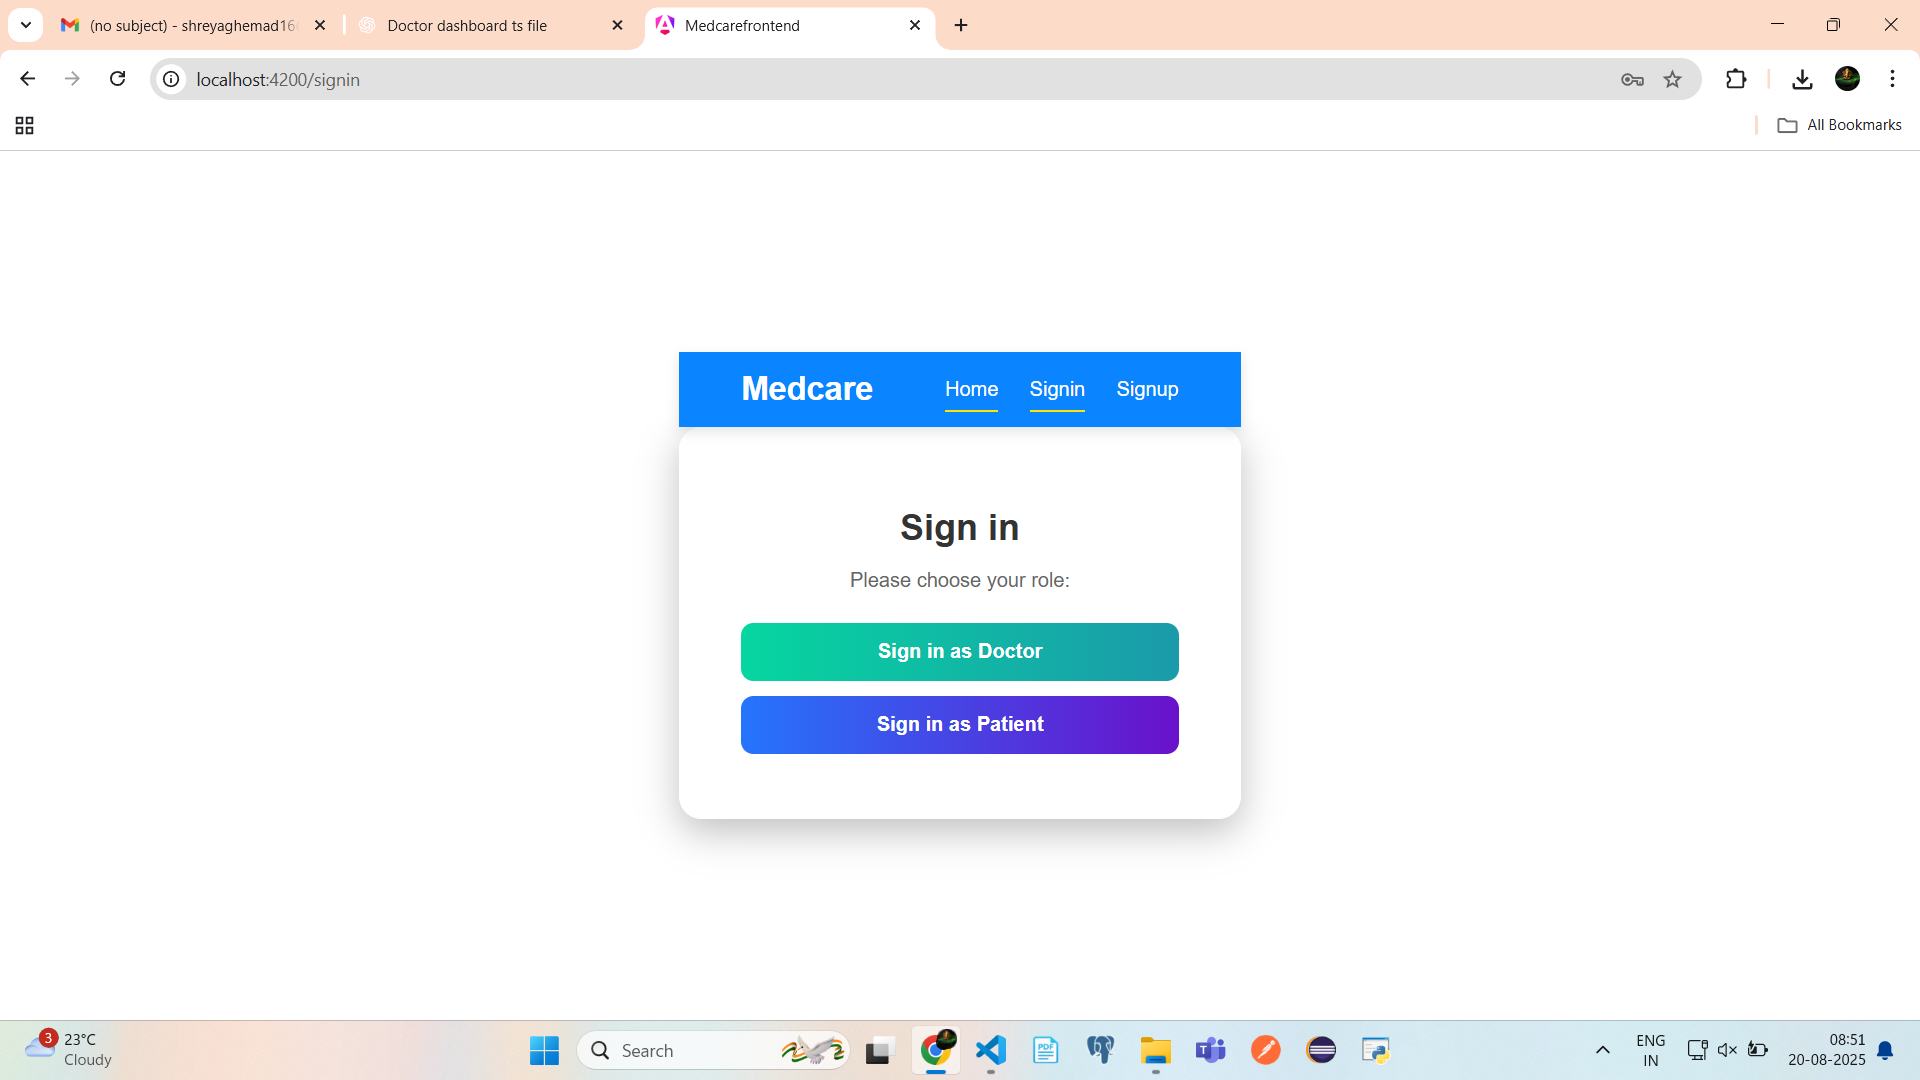 (no subject) - shreyaghemad16
Doctor dashboard ts file
Medcarefrontend
localhost:4200/signin
All Bookmarks
Medcare
Home
Signin
Signup
Sign in
Please choose your role:
Sign in as Doctor
Sign in as Patient
3
23°C
Cloudy
Search
PDF
T
ENG
IN
08:51
20-08-2025